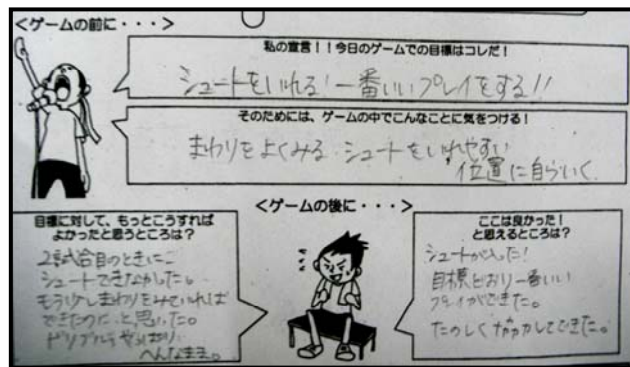 <ゲームの前に・・・>
私の宣言!!今日のゲームでの目標はコレだ!
シュートをいれる!一番いいプレイをする!!
そのためには、ゲームの中でこんなことに気をつける!
まわりをよくみる シュートをいれやすい
位置に自らいく
<ゲームの後に・・・>
目標に対して、もっとこうすれば
よかったと思うところは?
2試合目のときに
シュートできなかった。
もう少しまわりをみていれば
できたのに、と思った。
ドリブルもやっぱり
へんなまま。
ここは良かった!
と思えるところは?
シュートが入った!
目標どおり一番いい
プレイができた。
たのしく できた。